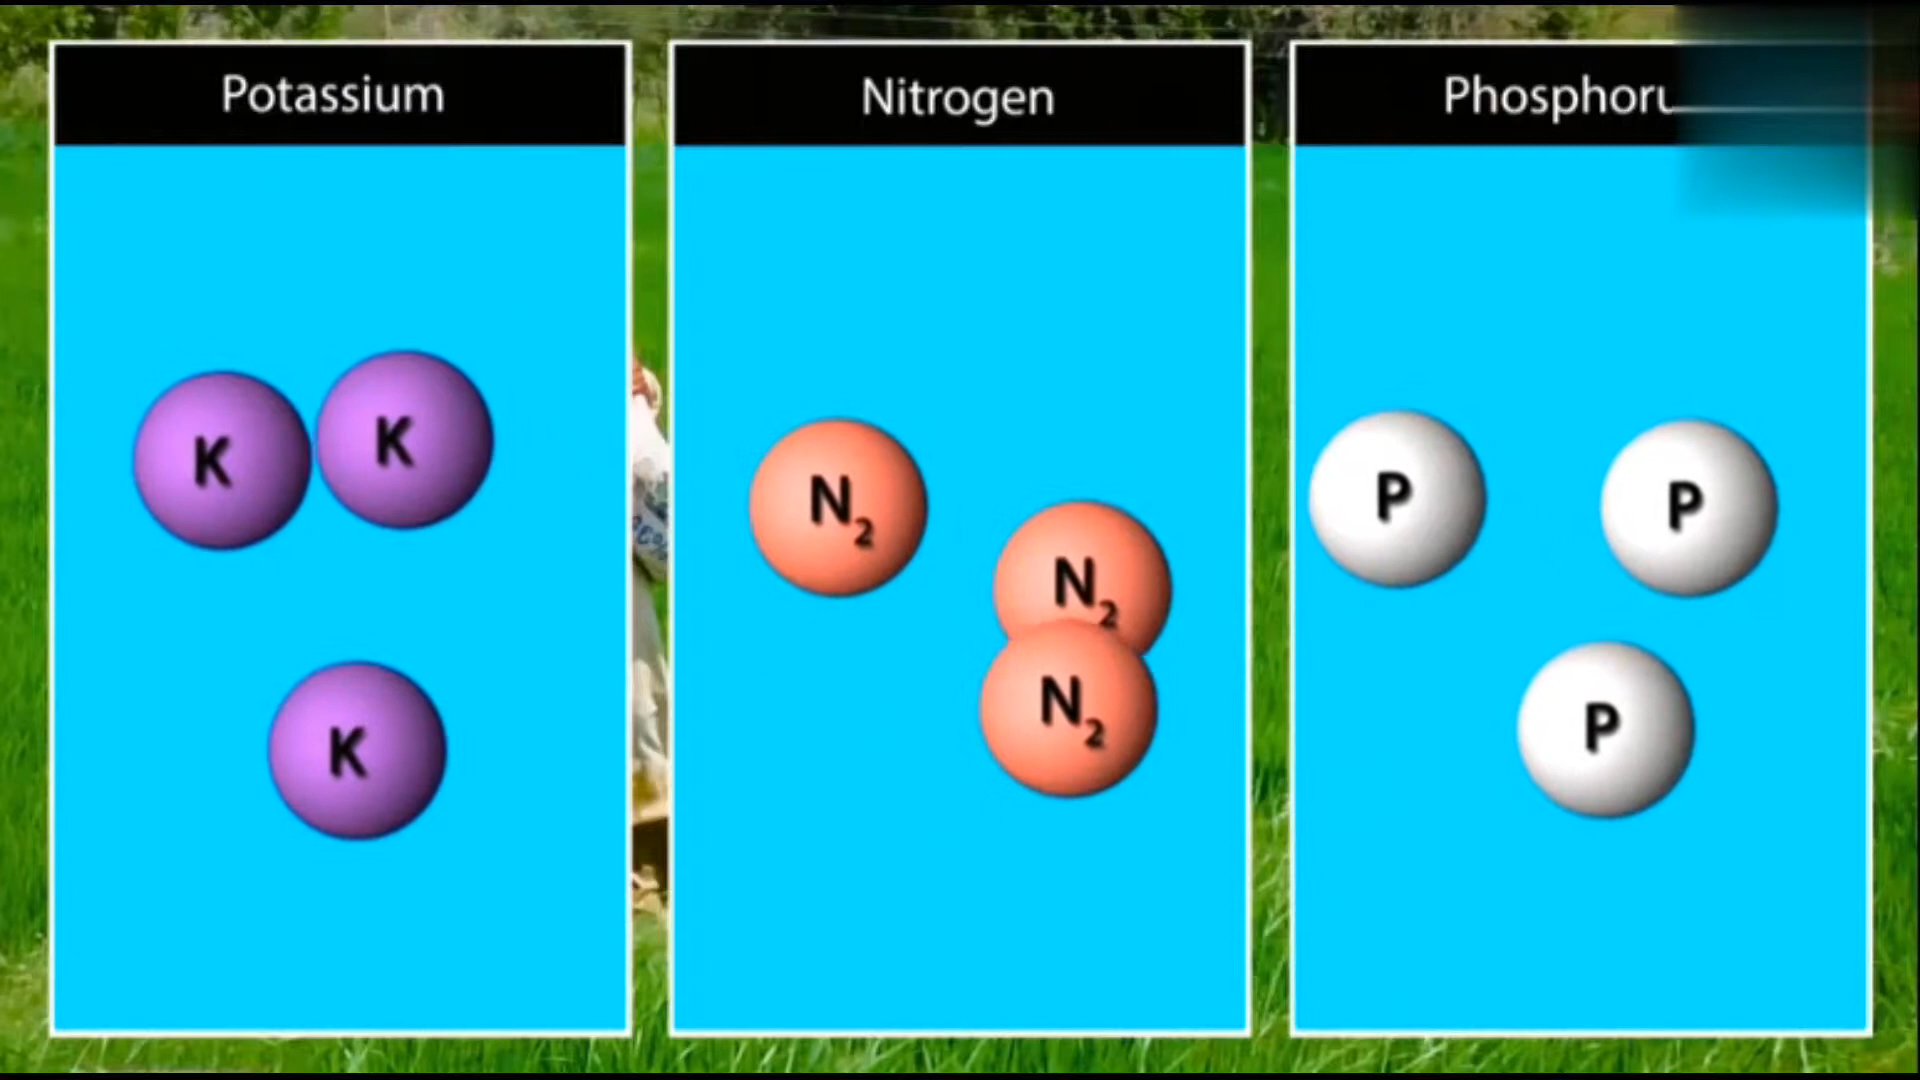 Potassium
Nitrogen
Phosphoru
K
K
K
N₂
N₂
N₂
P
P
P